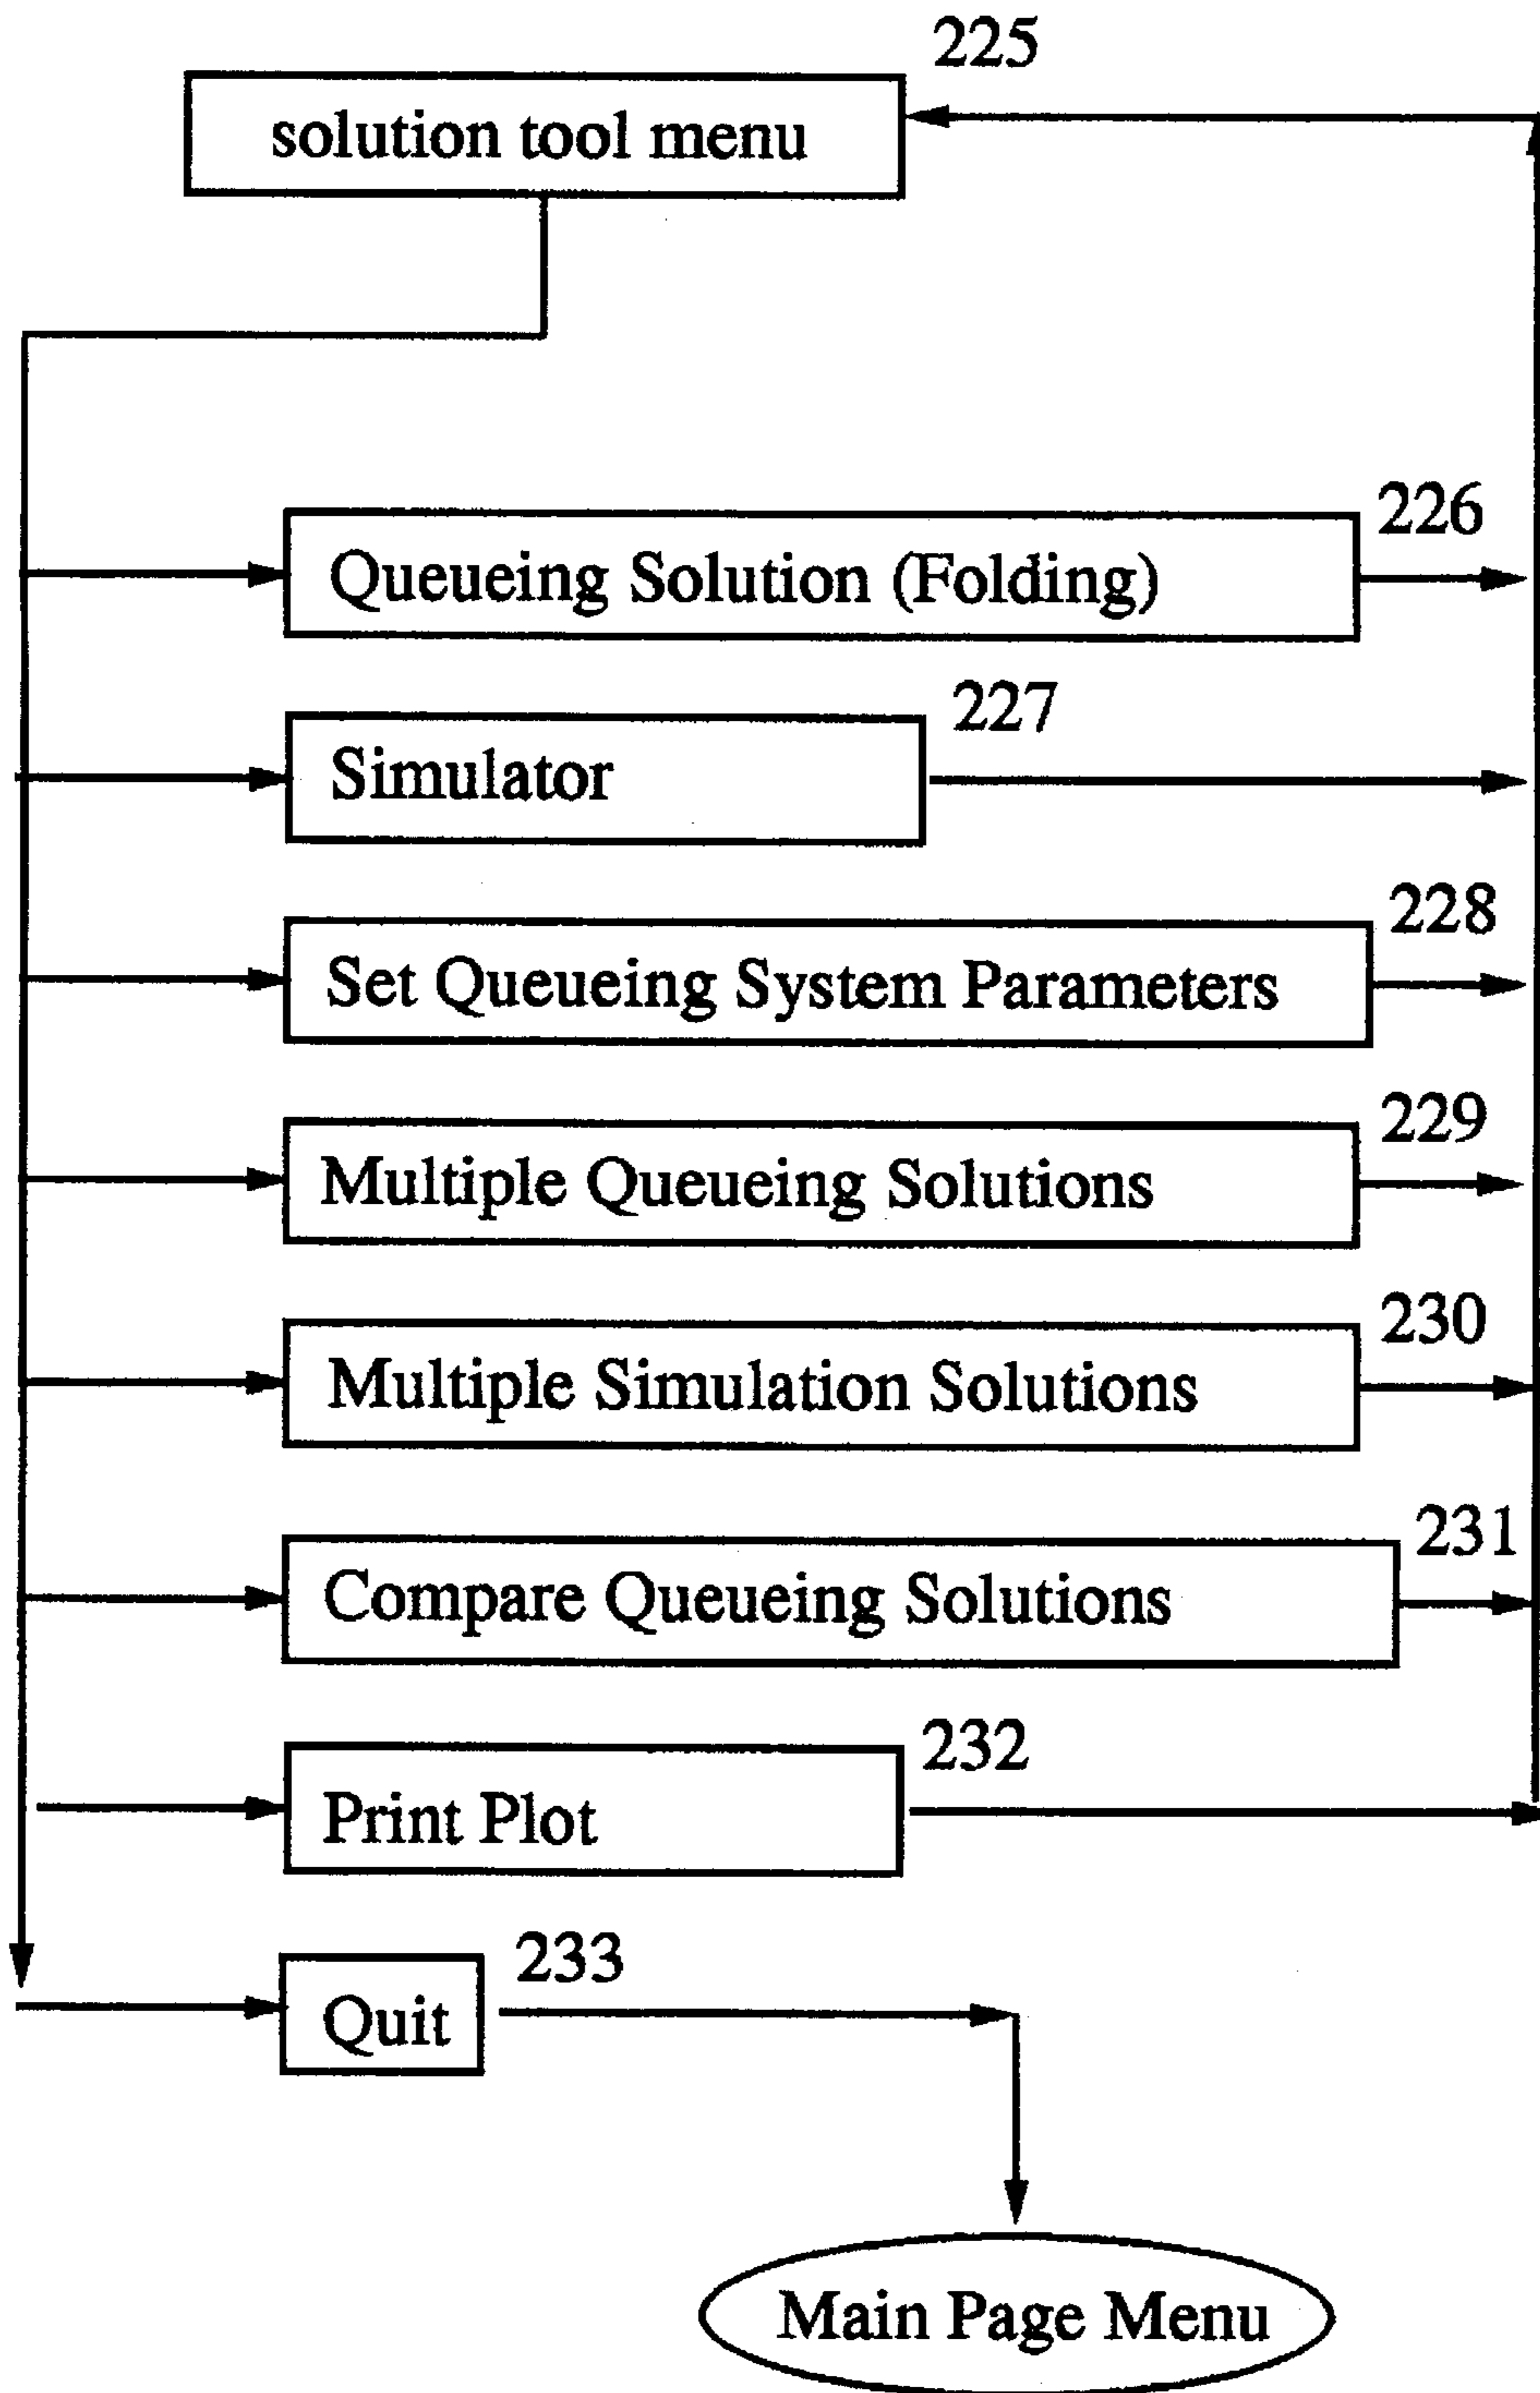 225
solution tool menu
226
Queueing Solution (Folding)
227
Simulator
228
Set Queueing System Parameters
229
Multiple Queueing Solutions
230
Multiple Simulation Solutions
231
Compare Queueing Solutions
232
Print Plot
233
Quit
Main Page Menu